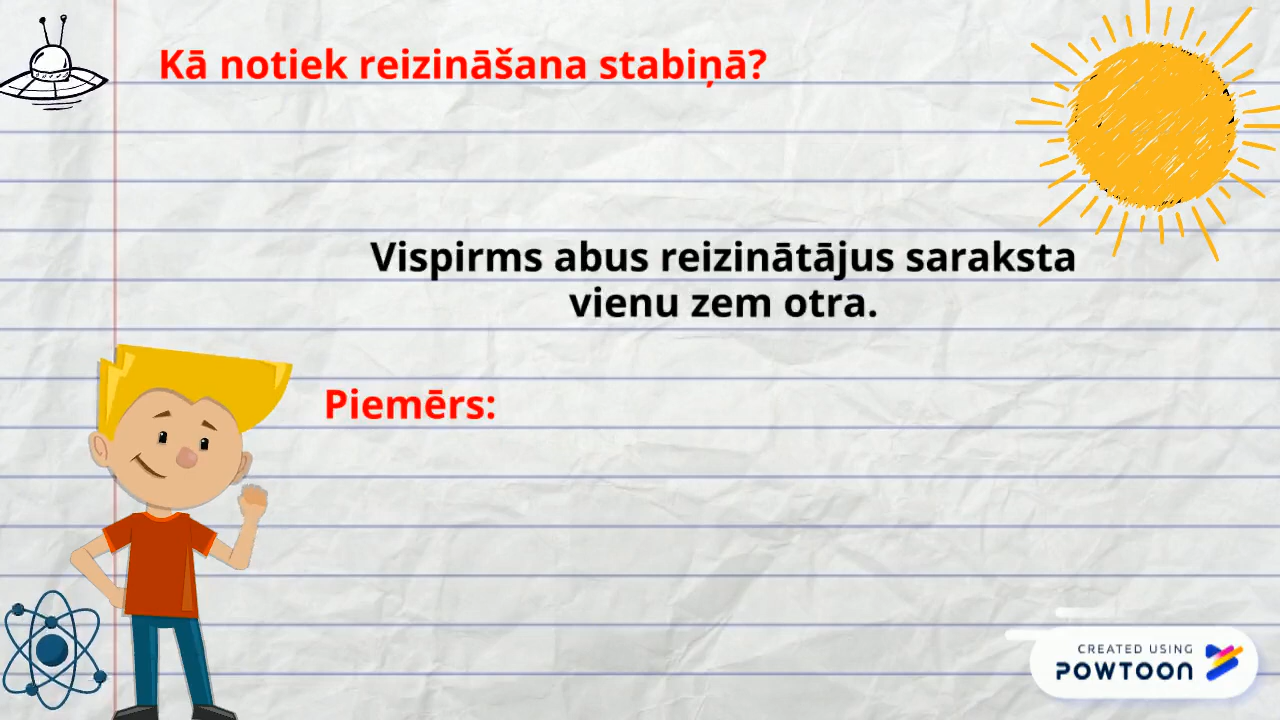 Kā notiek reizināšana stabiņā?
Vispirms abus reizinātājus saraksta
vienu zem otra.
Piemērs:
CREATED USING
POWTOON